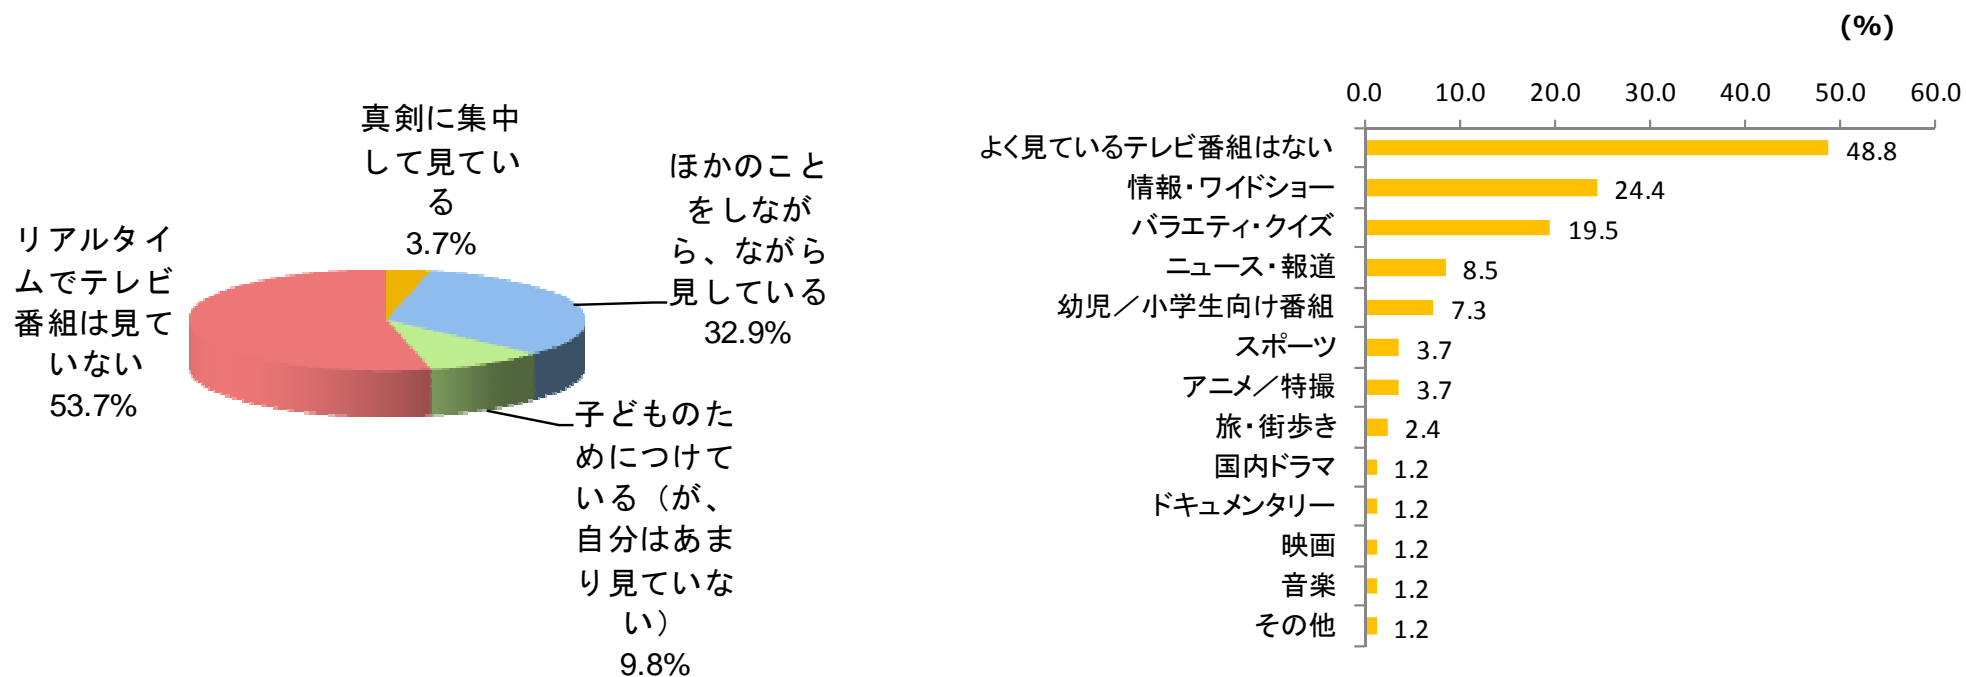 真剣に集中
して見てい
る
3.7%
ほかのこと
をしなが
ら、ながら
見している
32.9%
リアルタイ
ムでテレビ
番組は見て
いない
53.7%
子どものた
めにつけて
いる（が、
自分はあま
り見ていな
い）
9.8%
(%)
0.0 10.0 20.0 30.0 40.0 50.0 60.0
よく見ているテレビ番組はない 48.8
情報・ワイドショー 24.4
バラエティ・クイズ 19.5
ニュース・報道 8.5
幼児／小学生向け番組 7.3
スポーツ 3.7
アニメ／特撮 3.7
旅・街歩き 2.4
国内ドラマ 1.2
ドキュメンタリー 1.2
映画 1.2
音楽 1.2
その他 1.2